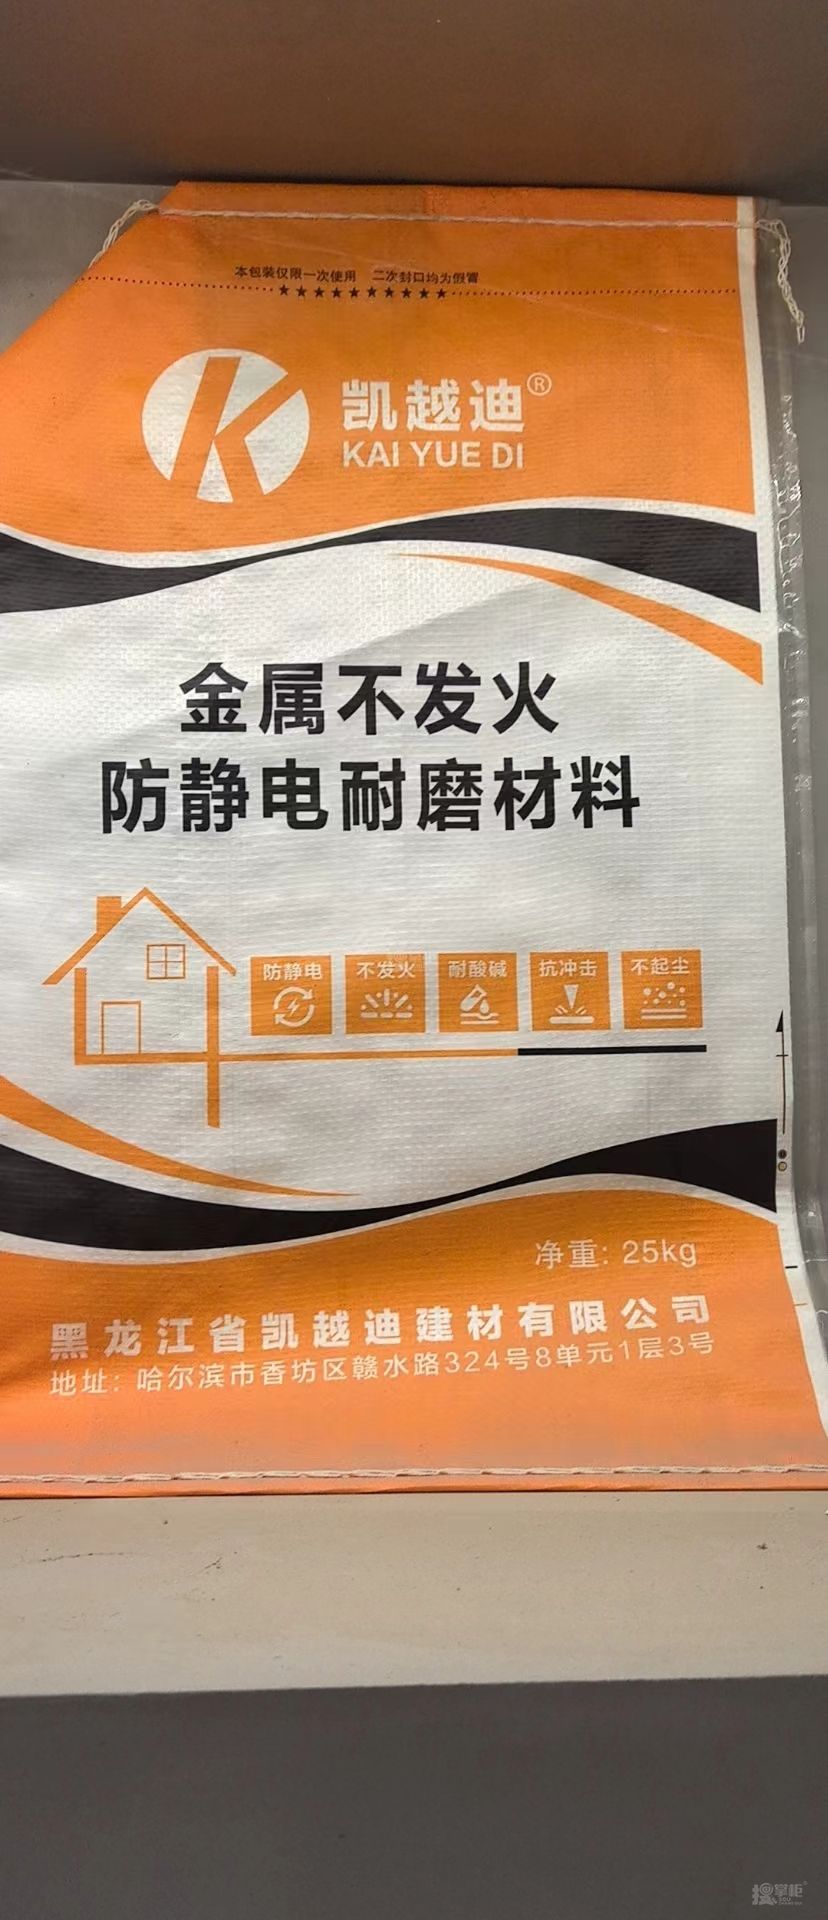 本包装仅限一次使用 二次封口均为假冒
★★★★★★★★★★
凯越迪®
KAI YUE DI
金属不发火
防静电耐磨材料
防静电 不发火 耐酸碱 抗冲击 不起尘
净重: 25kg
黑龙江省凯越迪建材有限公司
地址: 哈尔滨市香坊区赣水路324号8单元1层3号
搜掌柜